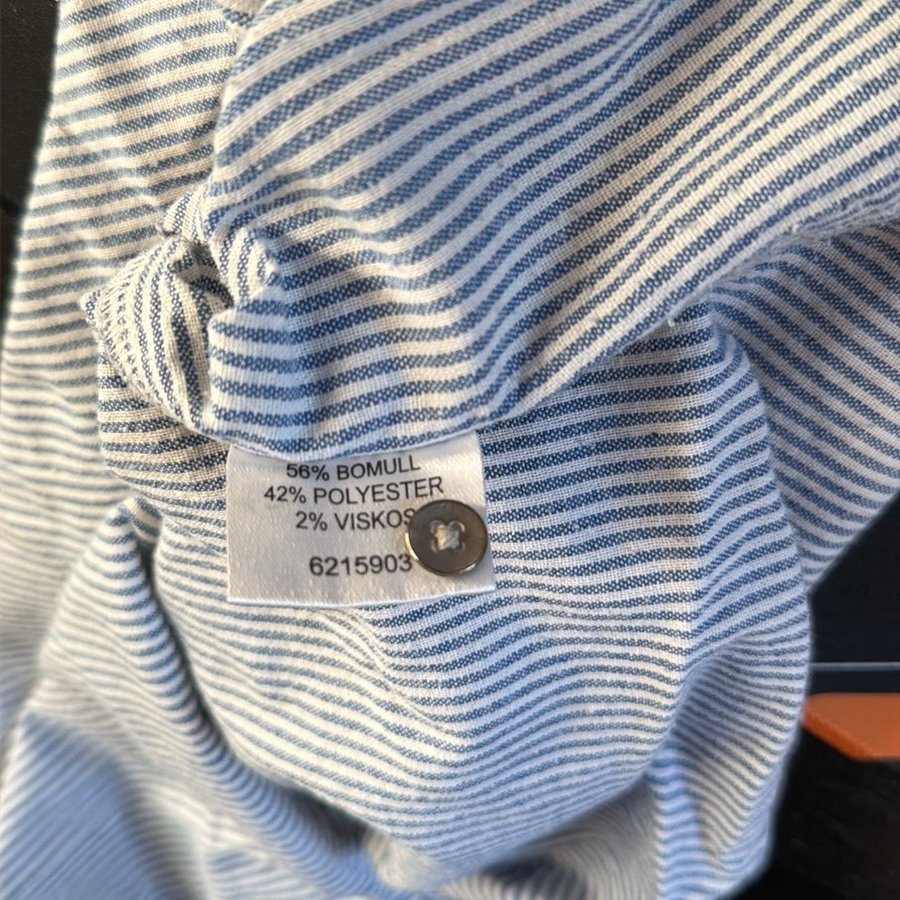 56% BOMULL
42% POLYESTER
2% VISKOS
6215903